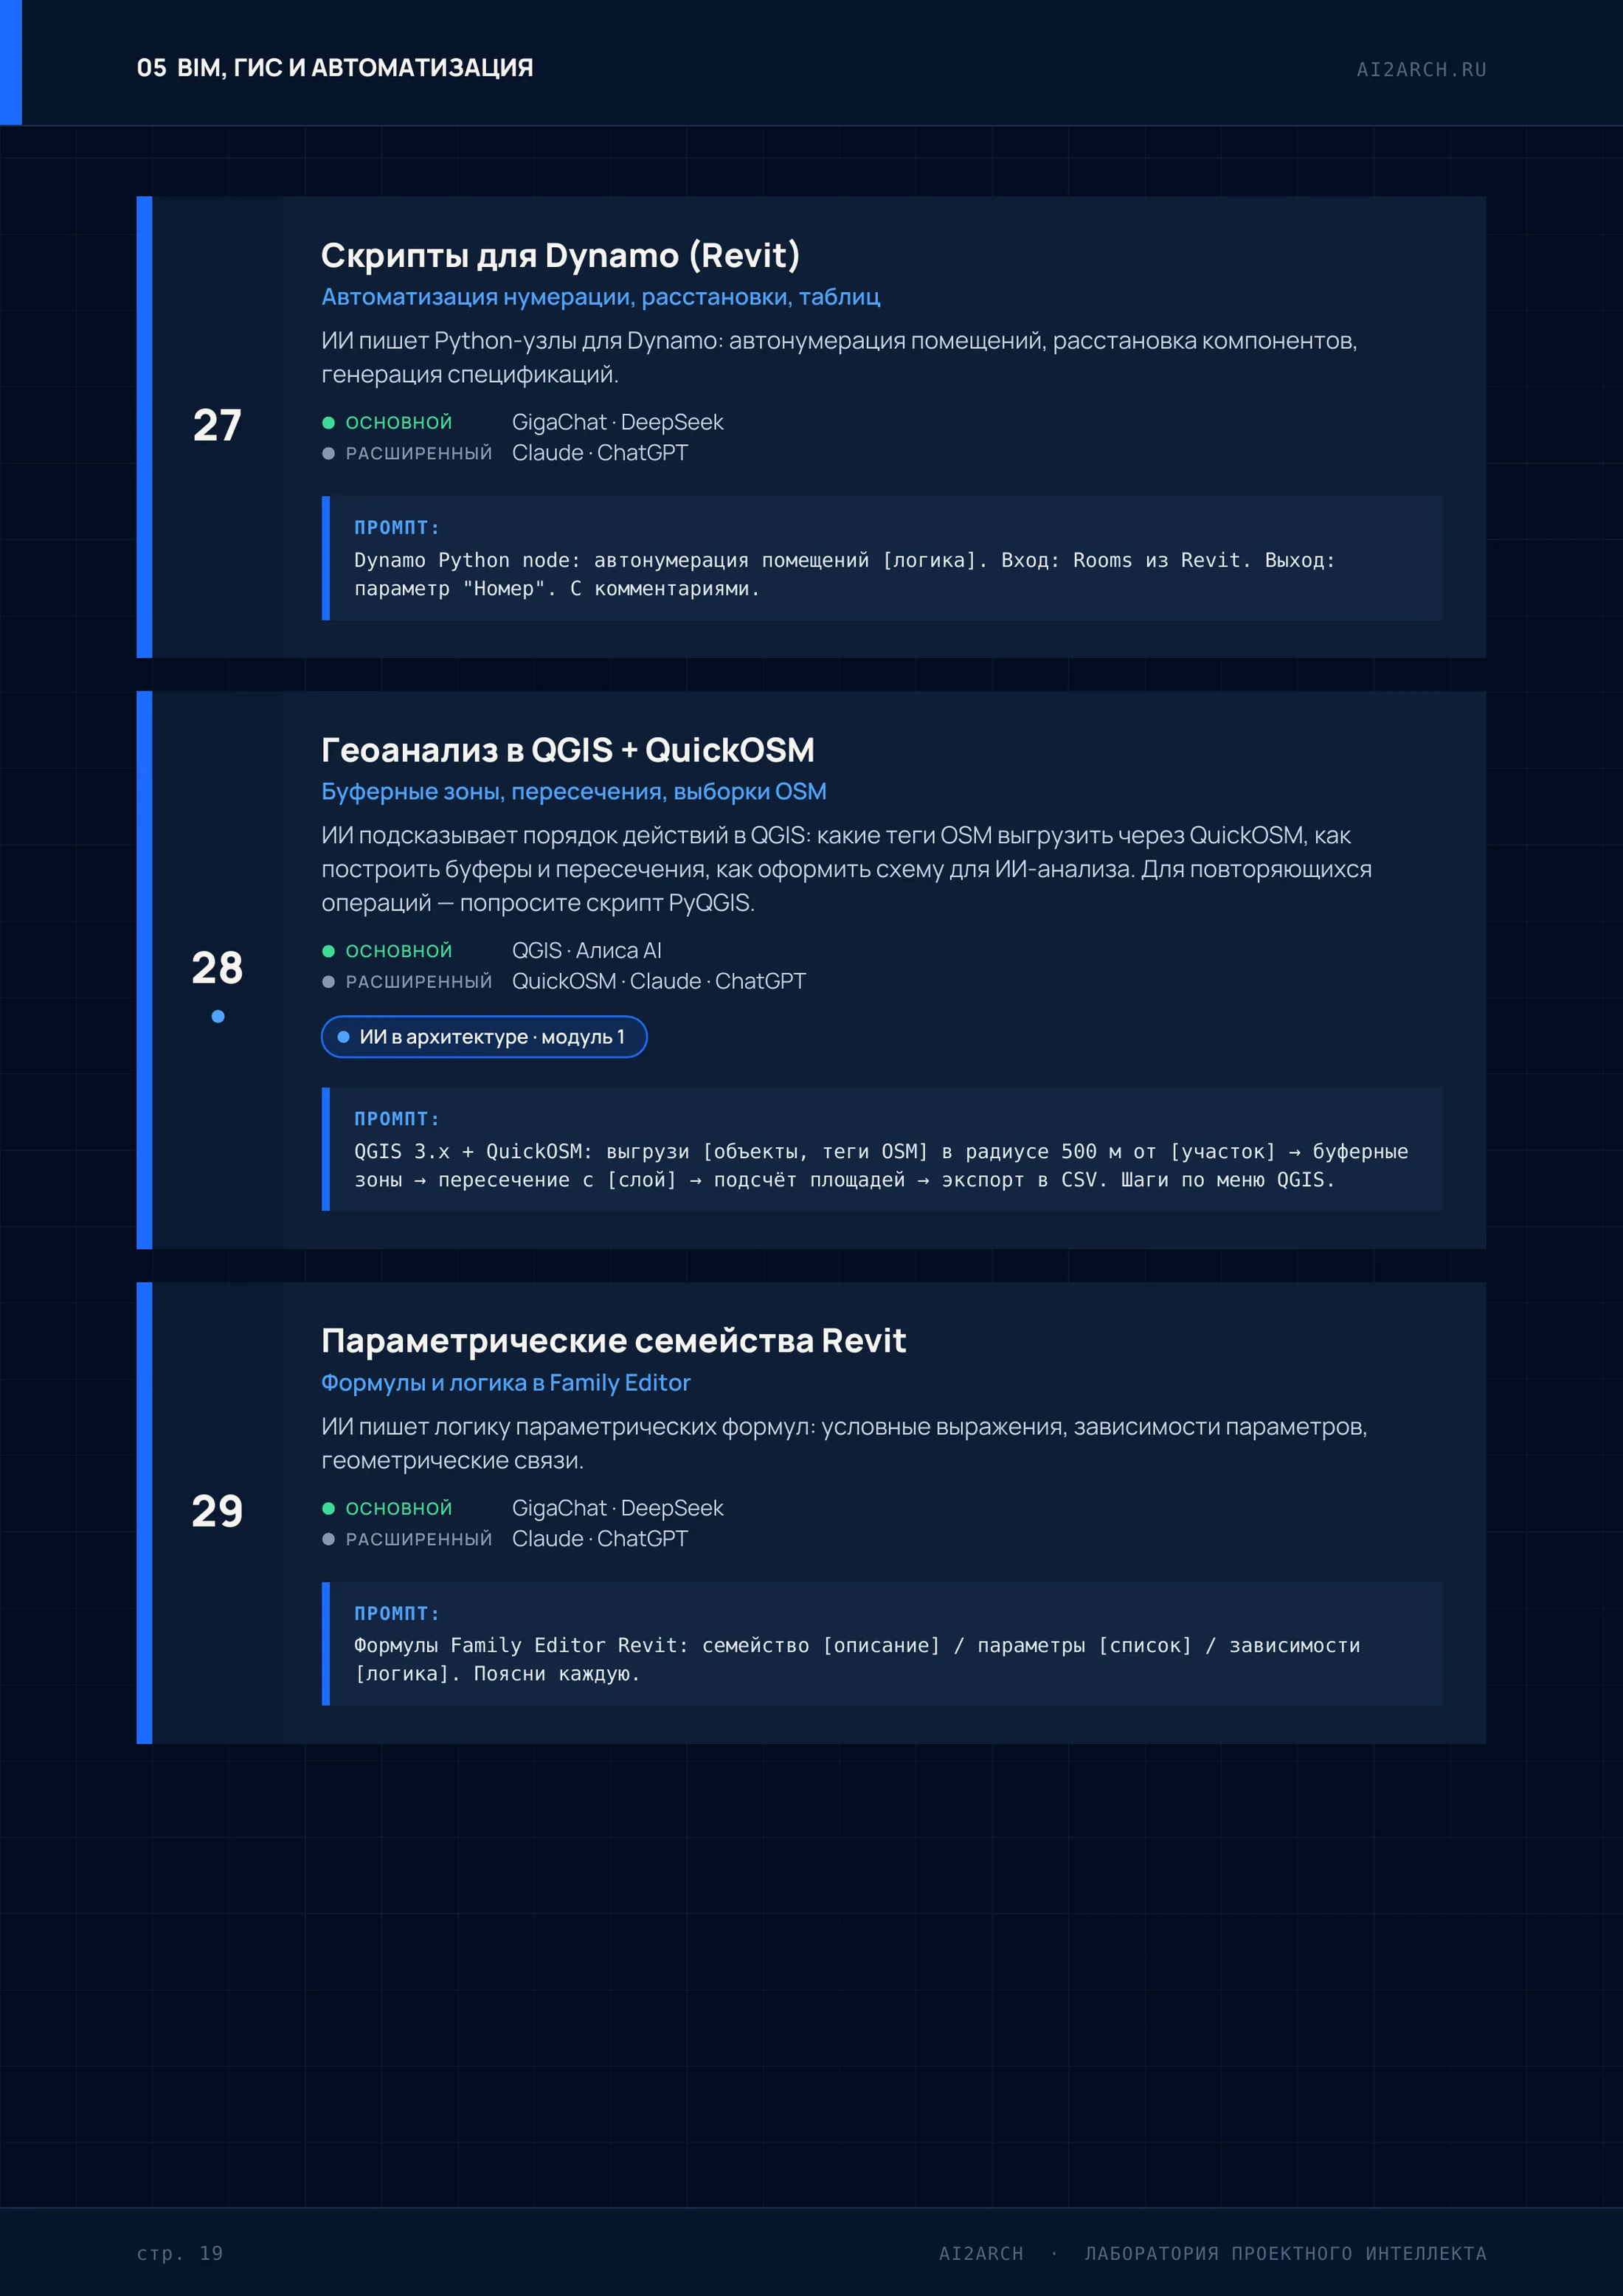 05 BIM, ГИС И АВТОМАТИЗАЦИЯ
AI2ARCH.RU
27
Скрипты для Dynamo (Revit)
Автоматизация нумерации, расстановки, таблиц
ИИ пишет Python-узлы для Dynamo: автонумерация помещений, расстановка компонентов,
генерация спецификаций.
ОСНОВНОЙ GigaChat · DeepSeek
РАСШИРЕННЫЙ Claude · ChatGPT
ПРОМПТ:
Dynamo Python node: автонумерация помещений [логика]. Вход: Rooms из Revit. Выход:
параметр "Номер". С комментариями.
28
Геоанализ в QGIS + QuickOSM
Буферные зоны, пересечения, выборки OSM
ИИ подсказывает порядок действий в QGIS: какие теги OSM выгрузить через QuickOSM, как
построить буферы и пересечения, как оформить схему для ИИ-анализа. Для повторяющихся
операций — попросите скрипт PyQGIS.
ОСНОВНОЙ QGIS · Алиса AI
РАСШИРЕННЫЙ QuickOSM · Claude · ChatGPT
ИИ в архитектуре · модуль 1
ПРОМПТ:
QGIS 3.x + QuickOSM: выгрузи [объекты, теги OSM] в радиусе 500 м от [участок] → буферные
зоны → пересечение с [слой] → подсчёт площадей → экспорт в CSV. Шаги по меню QGIS.
29
Параметрические семейства Revit
Формулы и логика в Family Editor
ИИ пишет логику параметрических формул: условные выражения, зависимости параметров,
геометрические связи.
ОСНОВНОЙ GigaChat · DeepSeek
РАСШИРЕННЫЙ Claude · ChatGPT
ПРОМПТ:
Формулы Family Editor Revit: семейство [описание] / параметры [список] / зависимости
[логика]. Поясни каждую.
стр. 19
AI2ARCH · ЛАБОРАТОРИЯ ПРОЕКТНОГО ИНТЕЛЛЕКТА